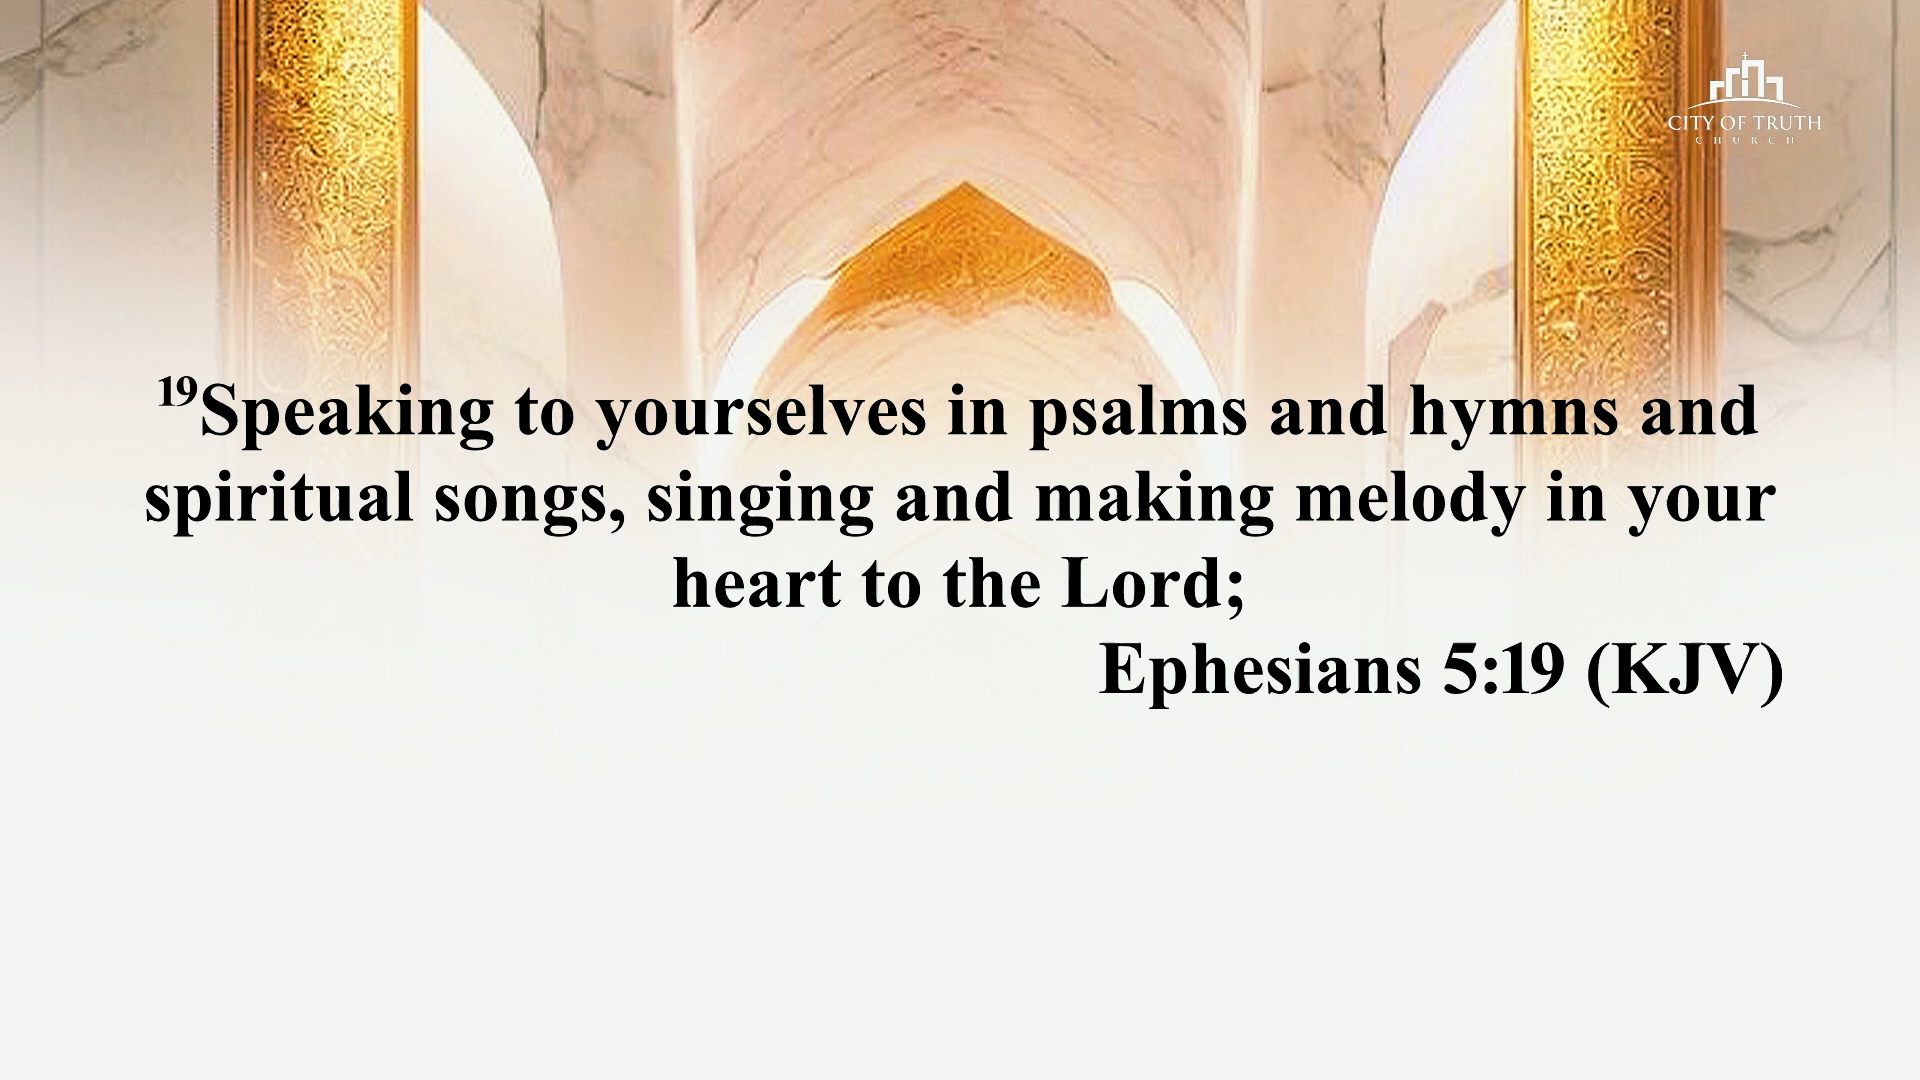 CITY OF TRUTH
CHURCH
¹⁹Speaking to yourselves in psalms and hymns and
spiritual songs, singing and making melody in your
heart to the Lord;
Ephesians 5:19 (KJV)